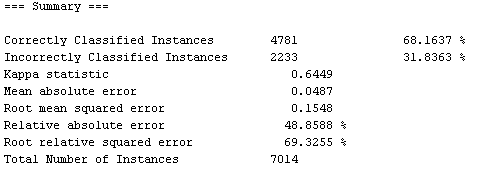 === Summary ===
Correctly Classified Instances 4781 68.1637 %
Incorrectly Classified Instances 2233 31.8363 %
Kappa statistic 0.6449
Mean absolute error 0.0487
Root mean squared error 0.1548
Relative absolute error 48.8588 %
Root relative squared error 69.3255 %
Total Number of Instances 7014